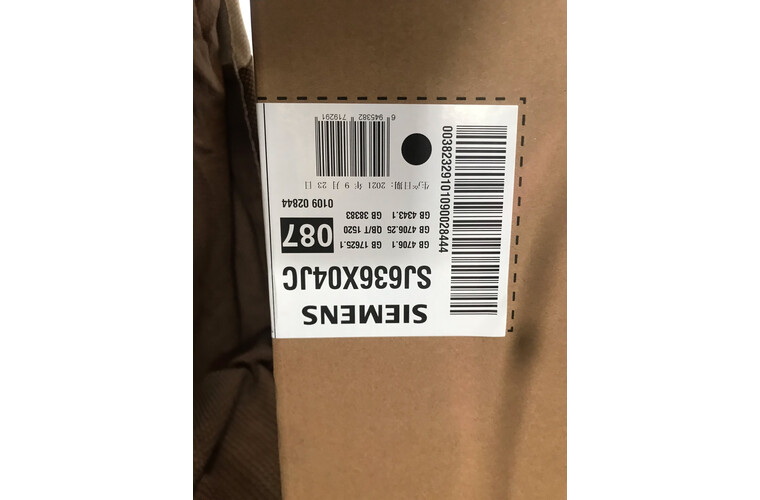 SIEMENS
SJ636X04JC
GB 4706.1 GB 17625.1
GB 4706.25 QB/T 1520
GB 4343.1 GB 38383
087
0109 02844
生产日期: 2021 年 9 月 23 日
6 945382 719291
00382329101090028444